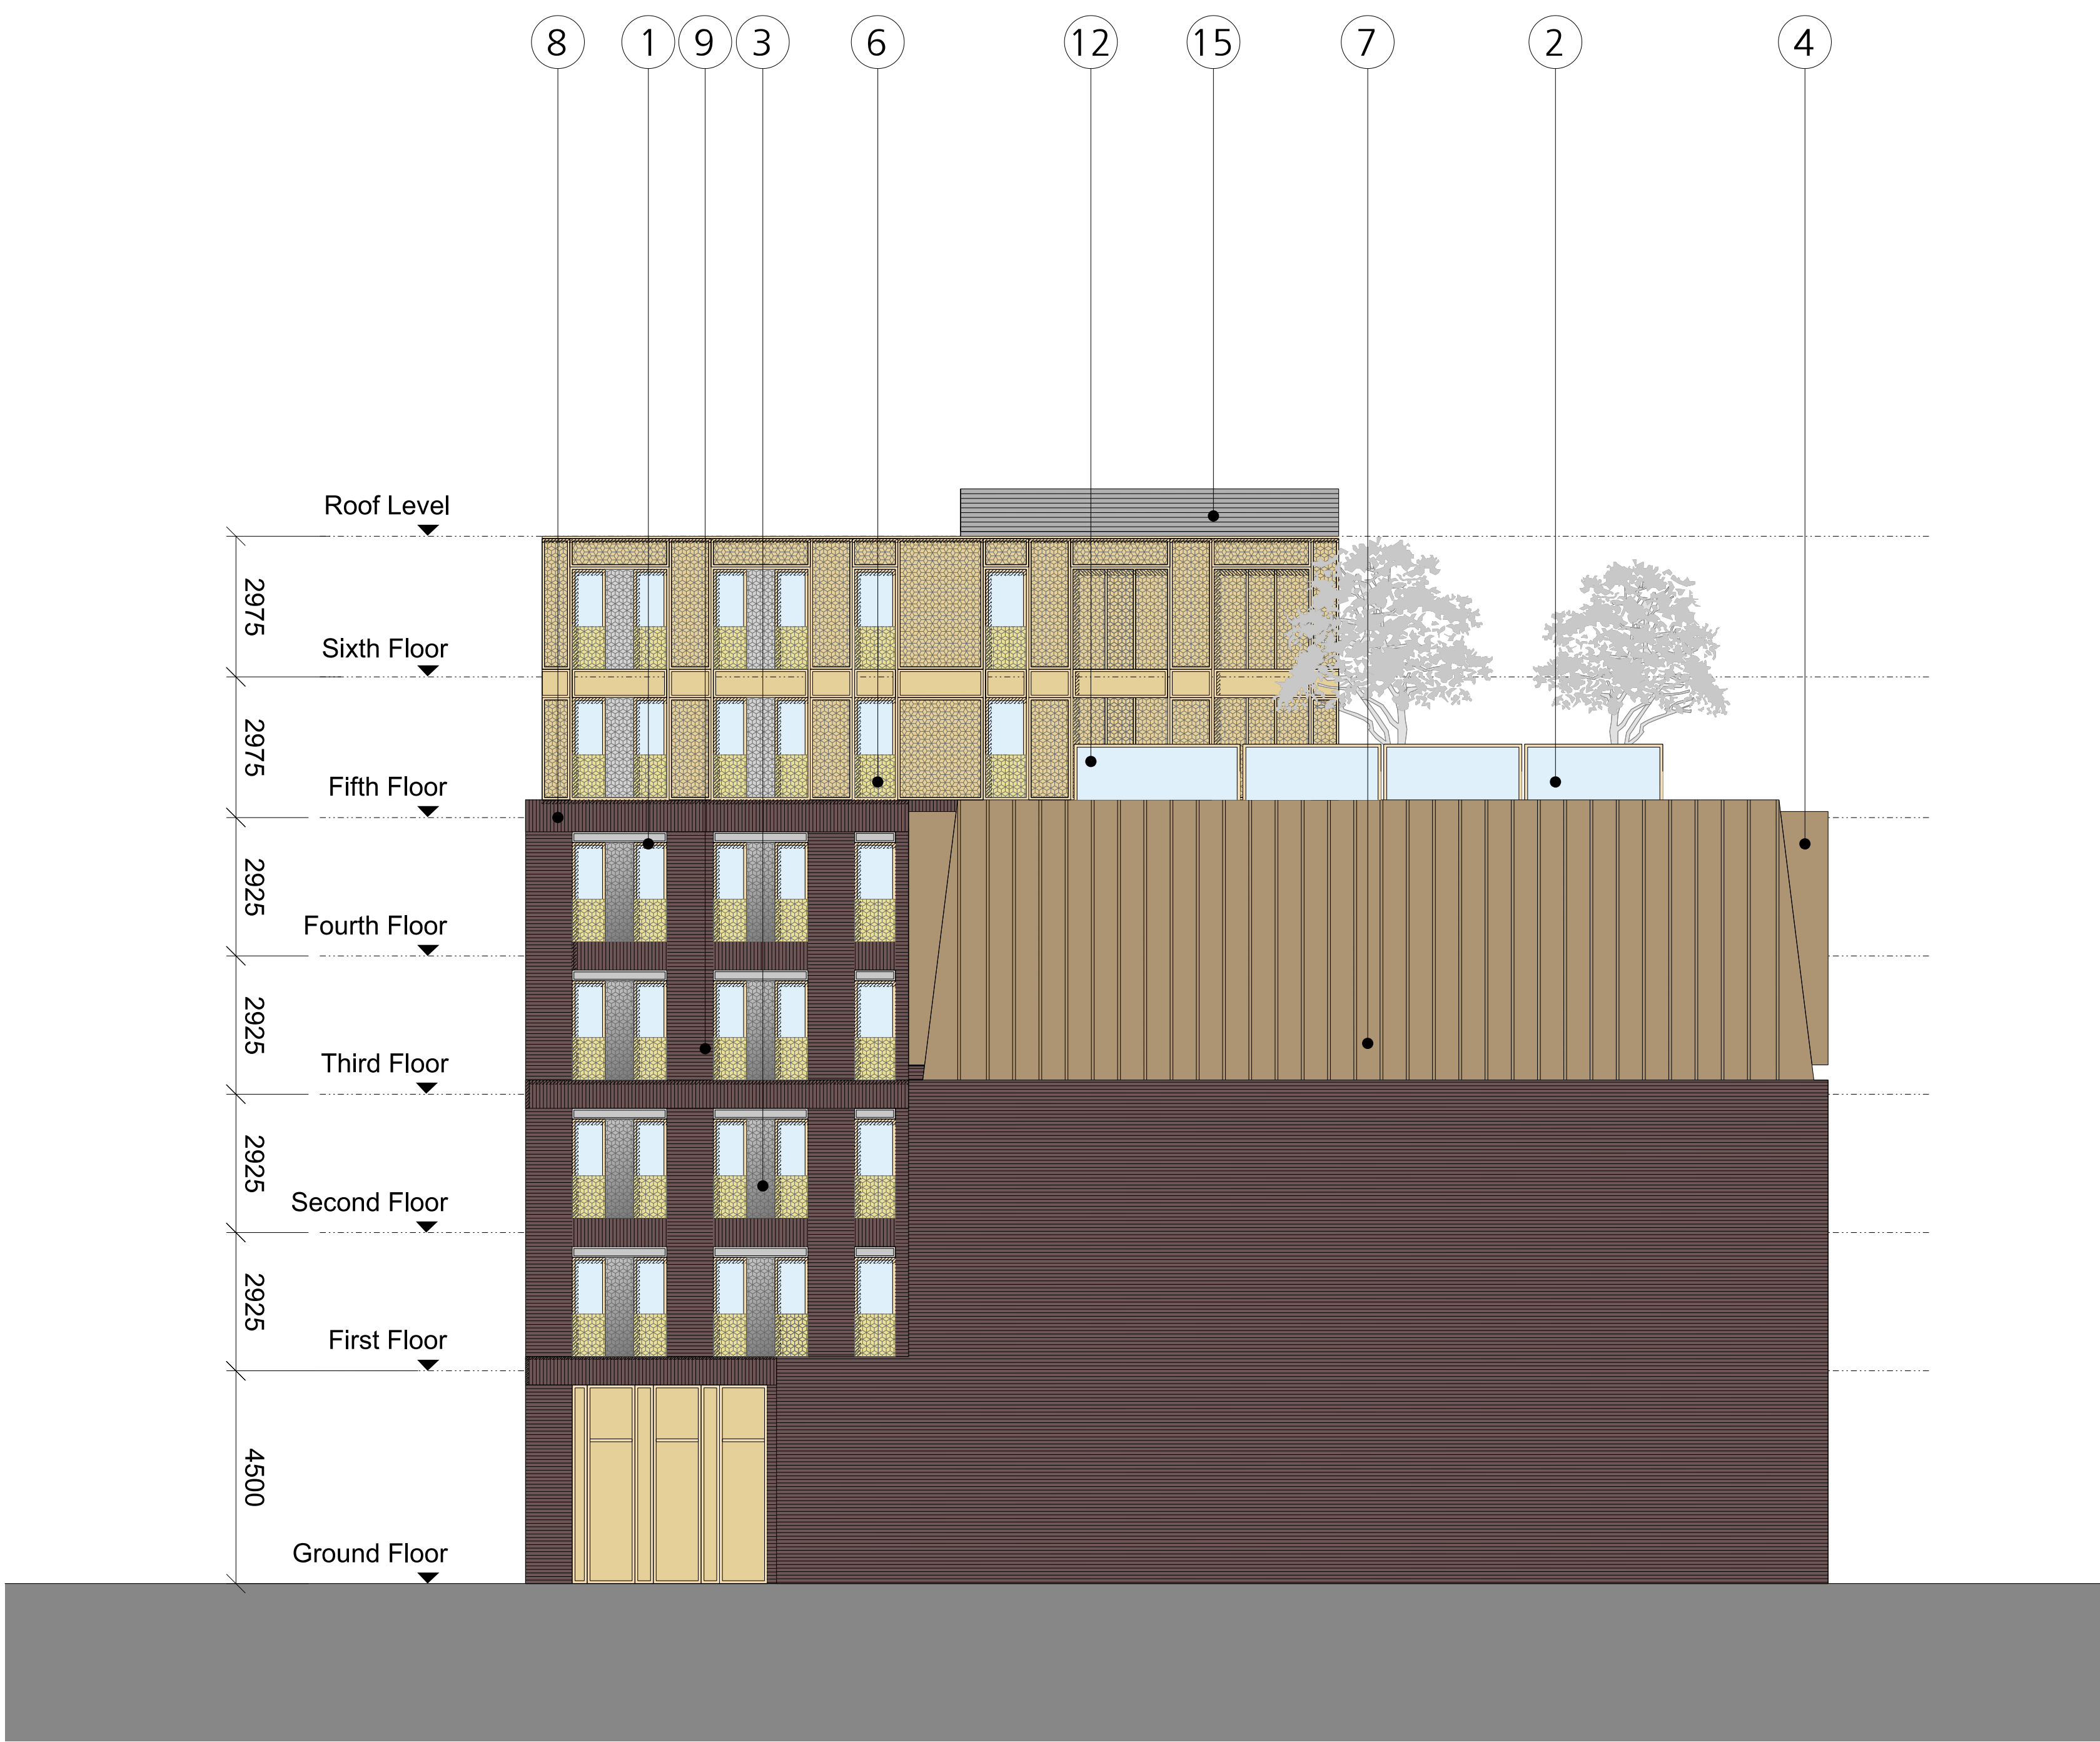 8 1 9 3 6 12 15 7 2 4
Roof Level
2975
Sixth Floor
2975
Fifth Floor
2925
Fourth Floor
2925
Third Floor
2925
Second Floor
2925
First Floor
4500
Ground Floor